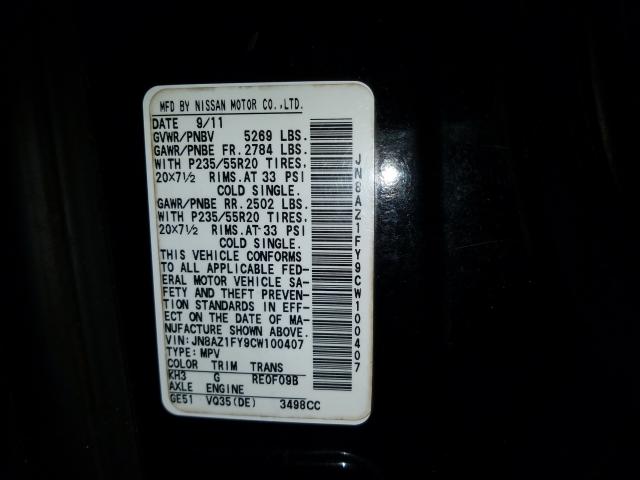 MFD BY NISSAN MOTOR CO.,LTD.
DATE 9/11
GVWR/PNBV 5269 LBS.
GAWR/PNBE FR. 2784 LBS.
WITH P235/55R20 TIRES.
20×7½ RIMS.AT 33 PSI
COLD SINGLE.
GAWR/PNBE RR. 2502 LBS.
WITH P235/55R20 TIRES.
20×7½ RIMS.AT 33 PSI
COLD SINGLE.
THIS VEHICLE CONFORMS
TO ALL APPLICABLE FED-
ERAL MOTOR VEHICLE SA-
FETY AND THEFT PREVEN-
TION STANDARDS IN EFF-
ECT ON THE DATE OF MA-
NUFACTURE SHOWN ABOVE.
VIN: JN8AZ1FY9CW100407
TYPE: MPV
COLOR TRIM TRANS
KH3 G RE0F09B
AXLE ENGINE
GE51 VQ35(DE) 3498CC
JN8AZ1FY9CW100407